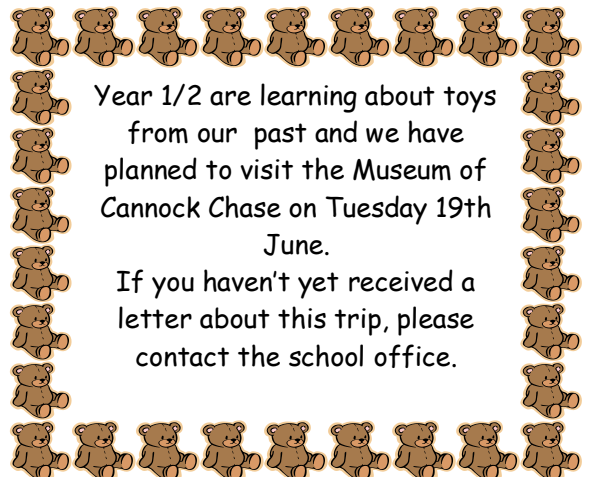 Year 1/2 are learning about toys
from our past and we have
planned to visit the Museum of
Cannock Chase on Tuesday 19th
June.
If you haven't yet received a
letter about this trip, please
contact the school office.